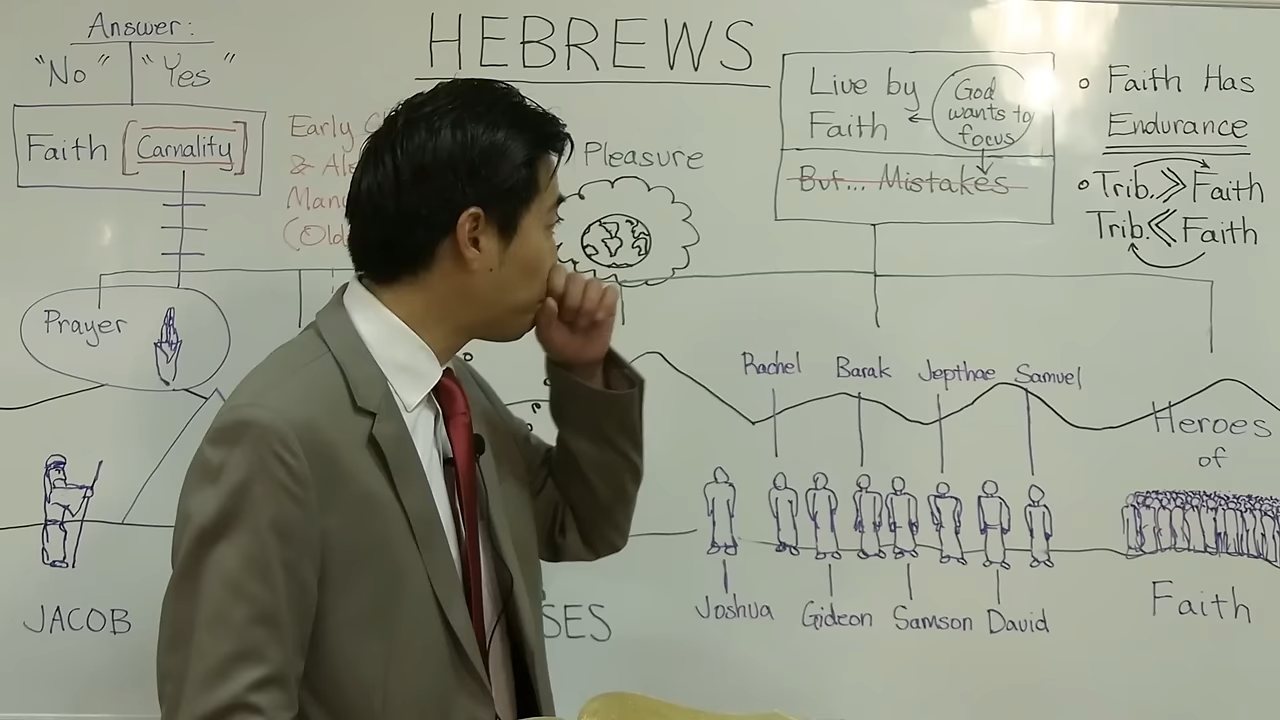 Answer:
"No" "Yes"
Faith [Carnality]
Early
Prayer
JACOB
HEBREWS
Pleasure
Live by
Faith
God
wants to
focus
But... Mistakes
• Faith Has
Endurance
• Trib. >> Faith
Trib. << Faith
Rachel Barak Jepthae Samuel
Joshua Gideon Samson David
Heroes
of
Faith